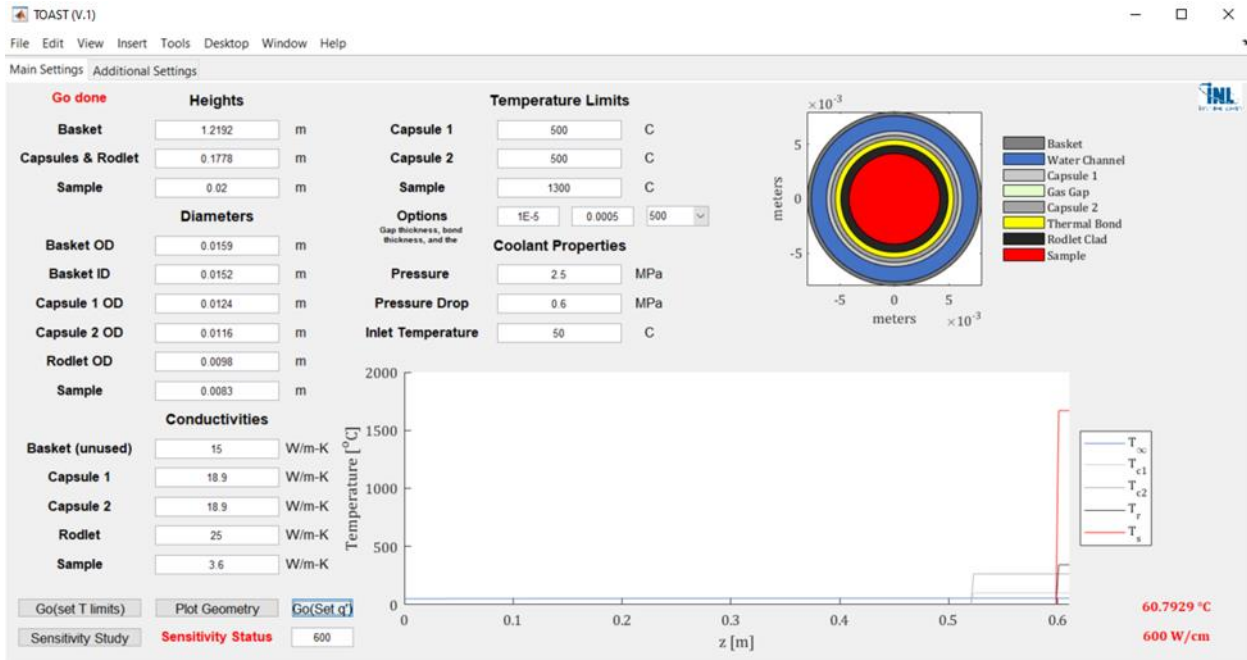 TOAST (V.1)
File Edit View Insert Tools Desktop Window Help
Main Settings Additional Settings
Go done
Heights
Basket 1.2192 m
Capsules & Rodlet 0.1778 m
Sample 0.02 m
Diameters
Basket OD 0.0159 m
Basket ID 0.0152 m
Capsule 1 OD 0.0124 m
Capsule 2 OD 0.0116 m
Rodlet OD 0.0098 m
Sample 0.0083 m
Conductivities
Basket (unused) 15 W/m-K
Capsule 1 18.9 W/m-K
Capsule 2 18.9 W/m-K
Rodlet 25 W/m-K
Sample 3.6 W/m-K
Go(set T limits) Plot Geometry Go(Set q')
Sensitivity Study Sensitivity Status 600
Temperature Limits
Capsule 1 500 C
Capsule 2 500 C
Sample 1300 C
Options 1E-5 0.0005 500
Gap thickness, bond
thickness, and the
Coolant Properties
Pressure 2.5 MPa
Pressure Drop 0.6 MPa
Inlet Temperature 50 C
×10⁻³
5
0
-5
meters
-5 0 5
meters ×10⁻³
Basket
Water Channel
Capsule 1
Gas Gap
Capsule 2
Thermal Bond
Rodlet Clad
Sample
INL
2000
1500
1000
500
0
Temperature [°C]
0 0.1 0.2 0.3 0.4 0.5 0.6
z [m]
T∞
Tc1
Tc2
Tr
Ts
60.7929 °C
600 W/cm